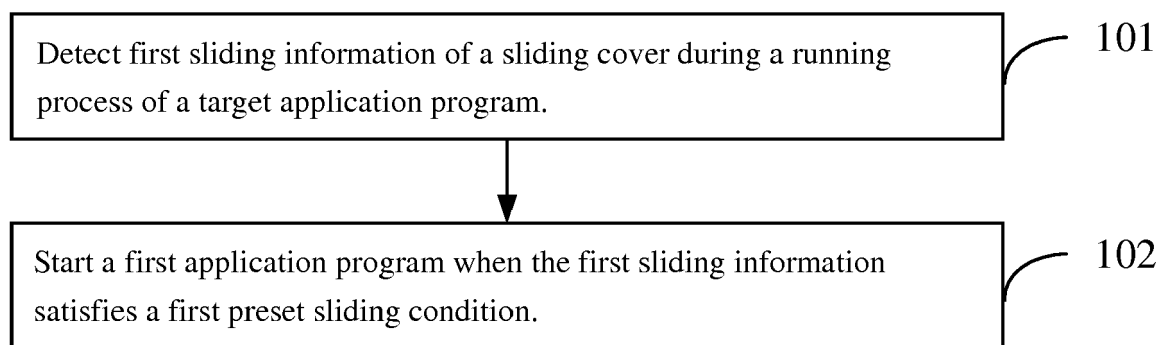 Detect first sliding information of a sliding cover during a running
process of a target application program.
101
Start a first application program when the first sliding information
satisfies a first preset sliding condition.
102